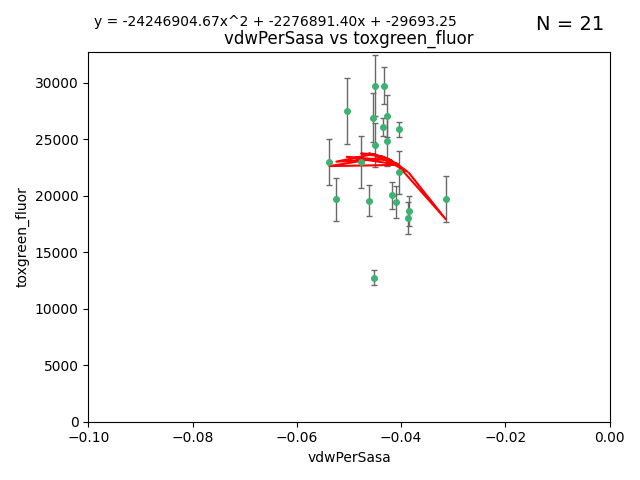 y = -24246904.67x^2 + -2276891.40x + -29693.25
N = 21
vdwPerSasa vs toxgreen_fluor
30000
25000
20000
15000
10000
5000
0
toxgreen_fluor
−0.10 −0.08 −0.06 −0.04 −0.02 0.00
vdwPerSasa